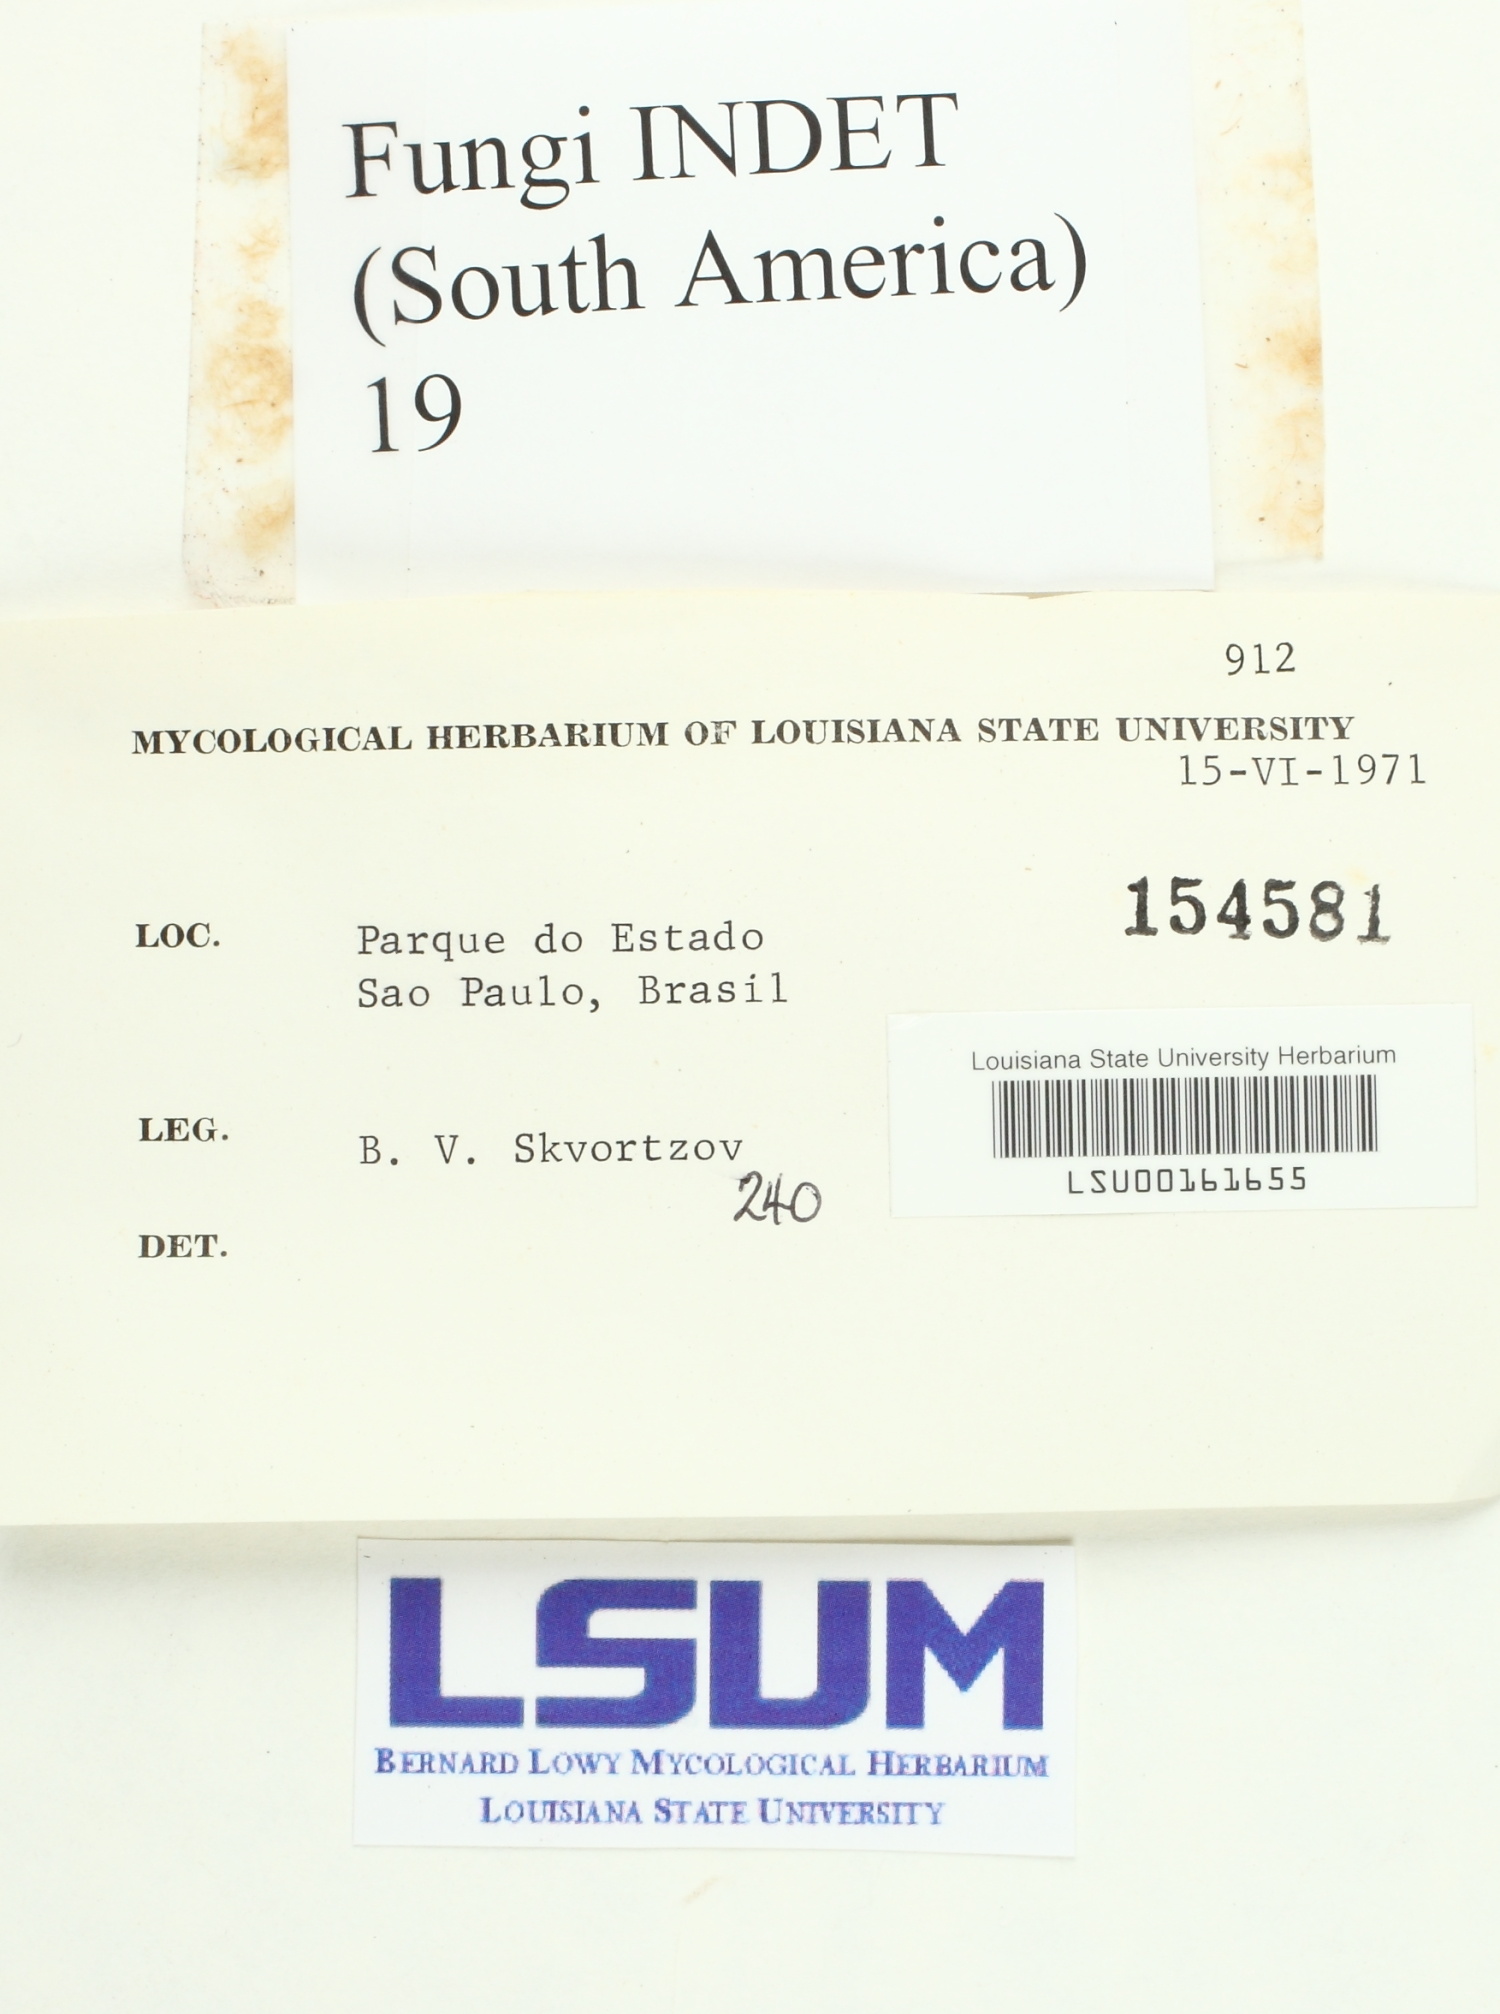 Fungi INDET
(South America)
19
912
MYCOLOGICAL HERBARIUM OF LOUISIANA STATE UNIVERSITY
15-VI-1971
154581
LOC. Parque do Estado
Sao Paulo, Brasil
Louisiana State University Herbarium
LSU00161655
LEG. B. V. Skvortzov
240
DET.
LSUM
BERNARD LOWY MYCOLOGICAL HERBARIUM
LOUISIANA STATE UNIVERSITY